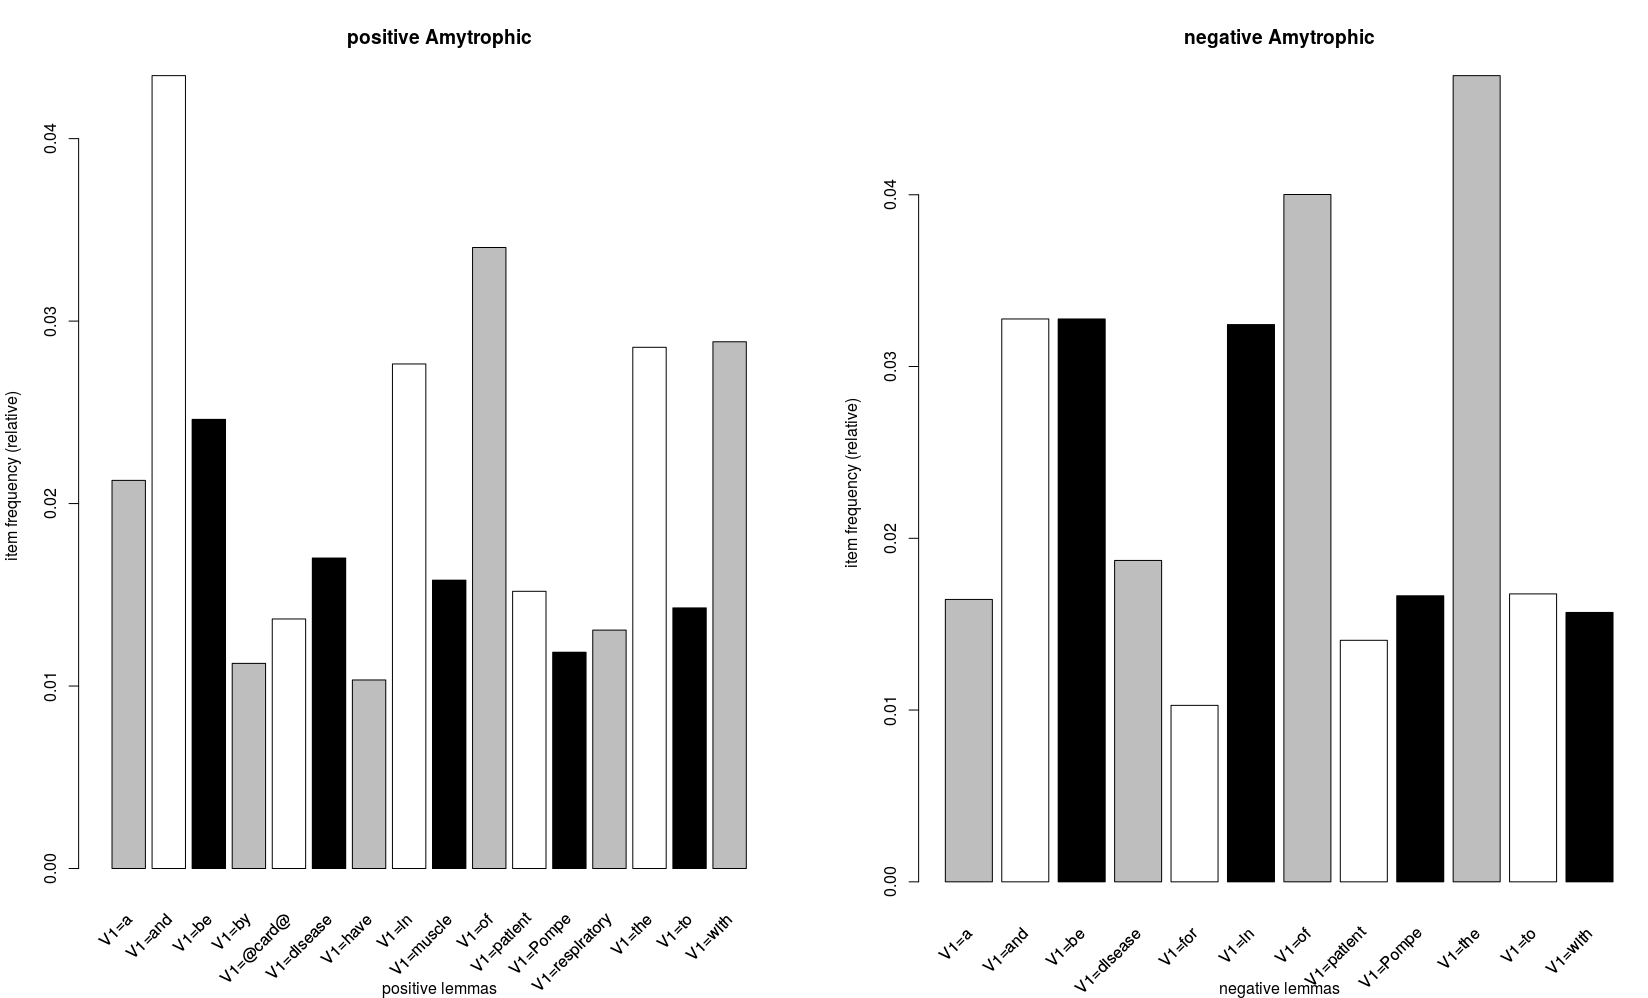 positive Amytrophic
item frequency (relative)
0.00
0.01
0.02
0.03
0.04
V1=a
V1=and
V1=be
V1=by
V1=@card@
V1=disease
V1=have
V1=in
V1=muscle
V1=of
V1=patient
V1=Pompe
V1=respiratory
V1=the
V1=to
V1=with
positive lemmas
negative Amytrophic
item frequency (relative)
0.00
0.01
0.02
0.03
0.04
V1=a
V1=and
V1=be
V1=disease
V1=for
V1=in
V1=of
V1=patient
V1=Pompe
V1=the
V1=to
V1=with
negative lemmas